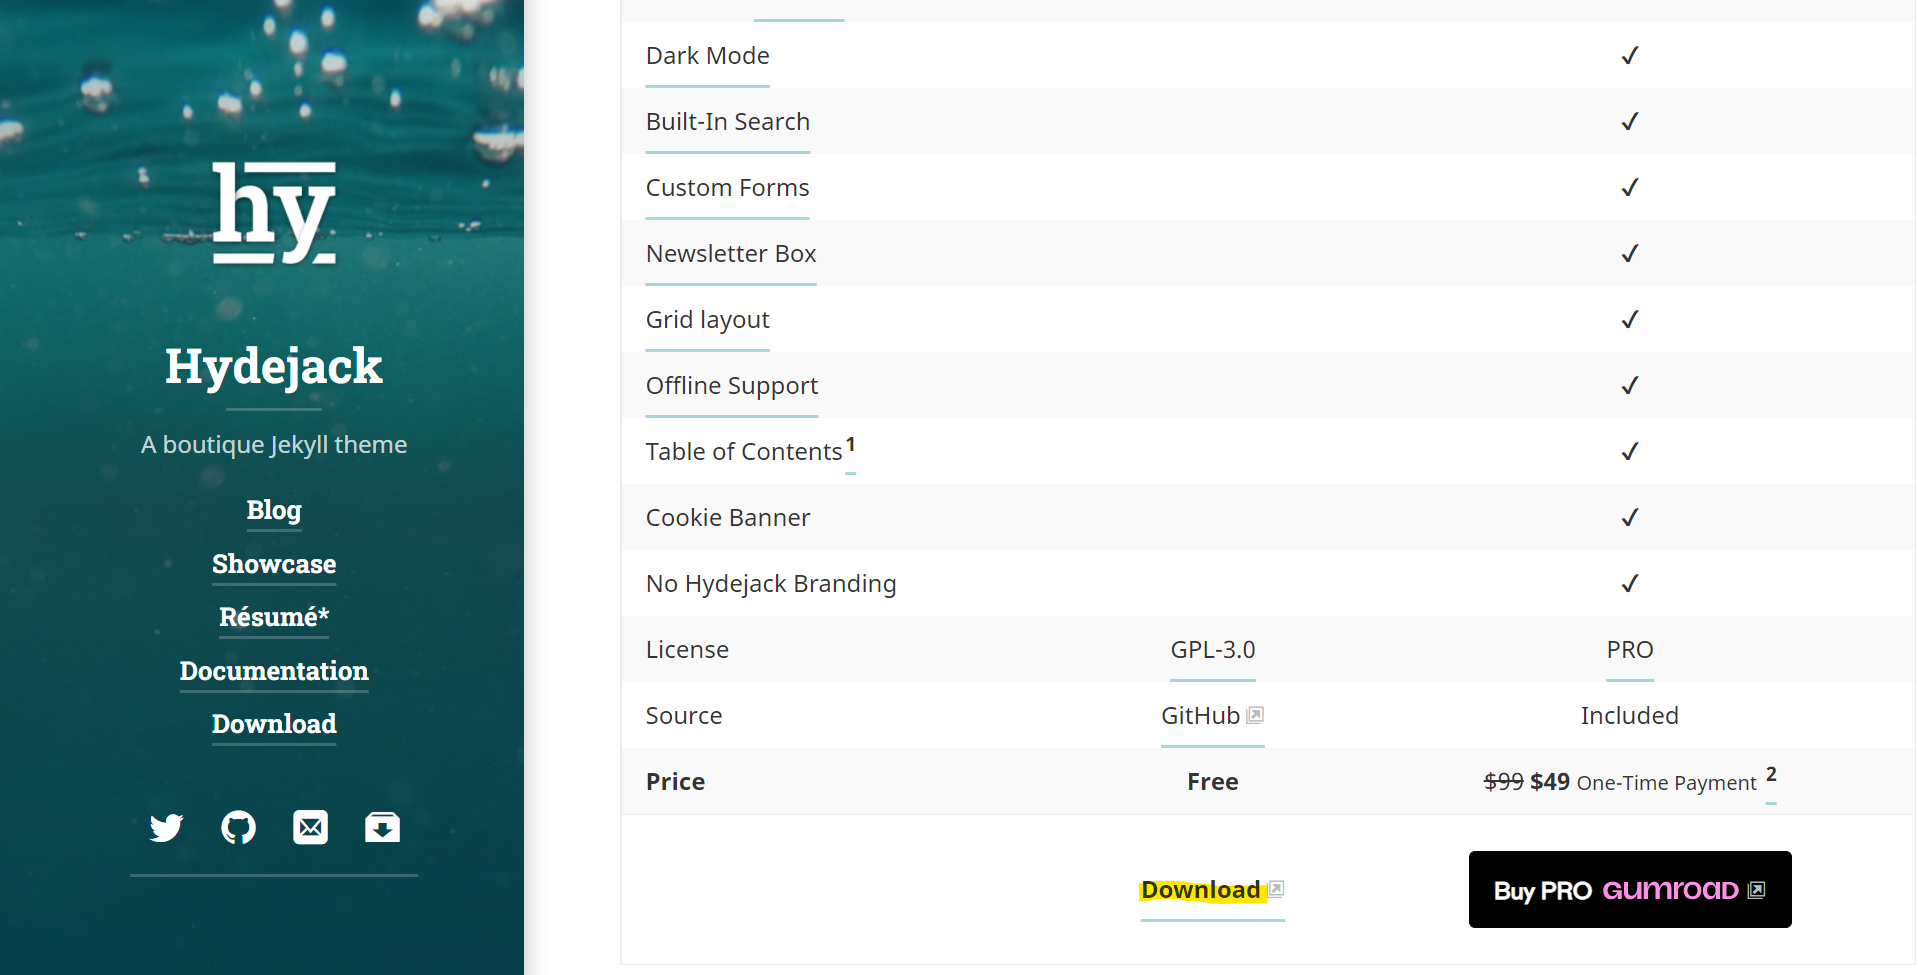 hy
Hydejack
A boutique Jekyll theme
Blog
Showcase
Résumé*
Documentation
Download
Dark Mode ✓
Built-In Search ✓
Custom Forms ✓
Newsletter Box ✓
Grid layout ✓
Offline Support ✓
Table of Contents¹ ✓
Cookie Banner ✓
No Hydejack Branding ✓
License GPL-3.0 PRO
Source GitHub Included
Price Free $99 $49 One-Time Payment ²
Download Buy PRO GUMROAD